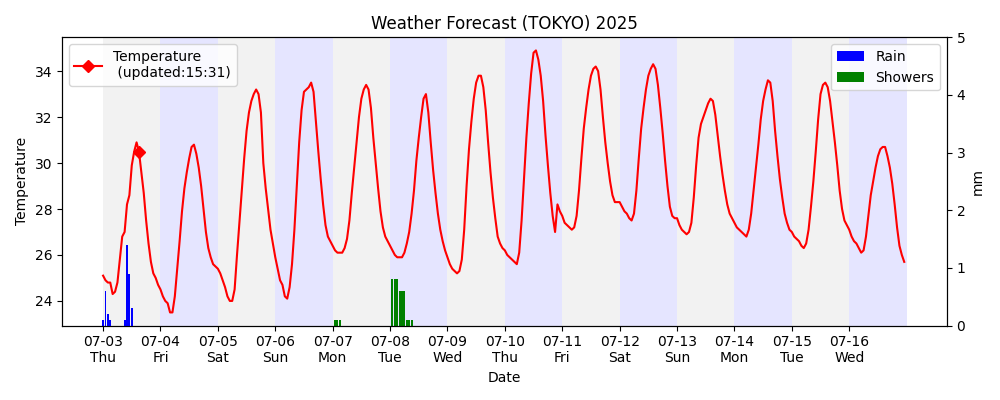 Weather Forecast (TOKYO) 2025
Temperature
(updated:15:31)
Rain
Showers
Temperature
34
32
30
28
26
24
5
4
3
2
1
0
mm
07-03 07-04 07-05 07-06 07-07 07-08 07-09 07-10 07-11 07-12 07-13 07-14 07-15 07-16
Thu Fri Sat Sun Mon Tue Wed Thu Fri Sat Sun Mon Tue Wed
Date